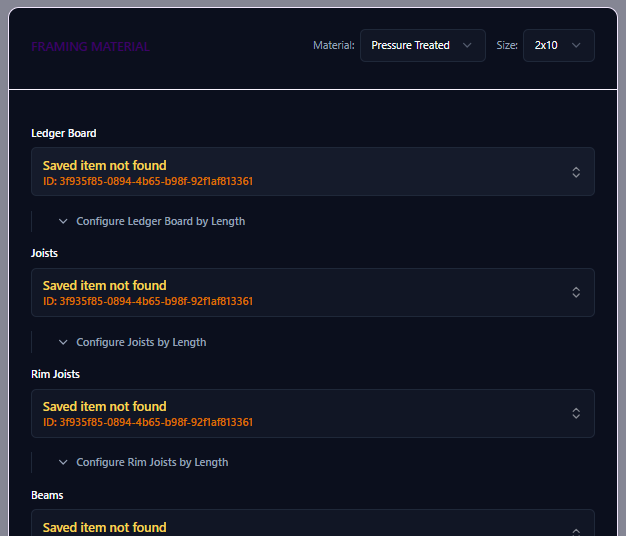 FRAMING MATERIAL
Material: Pressure Treated Size: 2x10
Ledger Board
Saved item not found
ID: 3f935f85-0894-4b65-b98f-92f1af813361
Configure Ledger Board by Length
Joists
Saved item not found
ID: 3f935f85-0894-4b65-b98f-92f1af813361
Configure Joists by Length
Rim Joists
Saved item not found
ID: 3f935f85-0894-4b65-b98f-92f1af813361
Configure Rim Joists by Length
Beams
Saved item not found